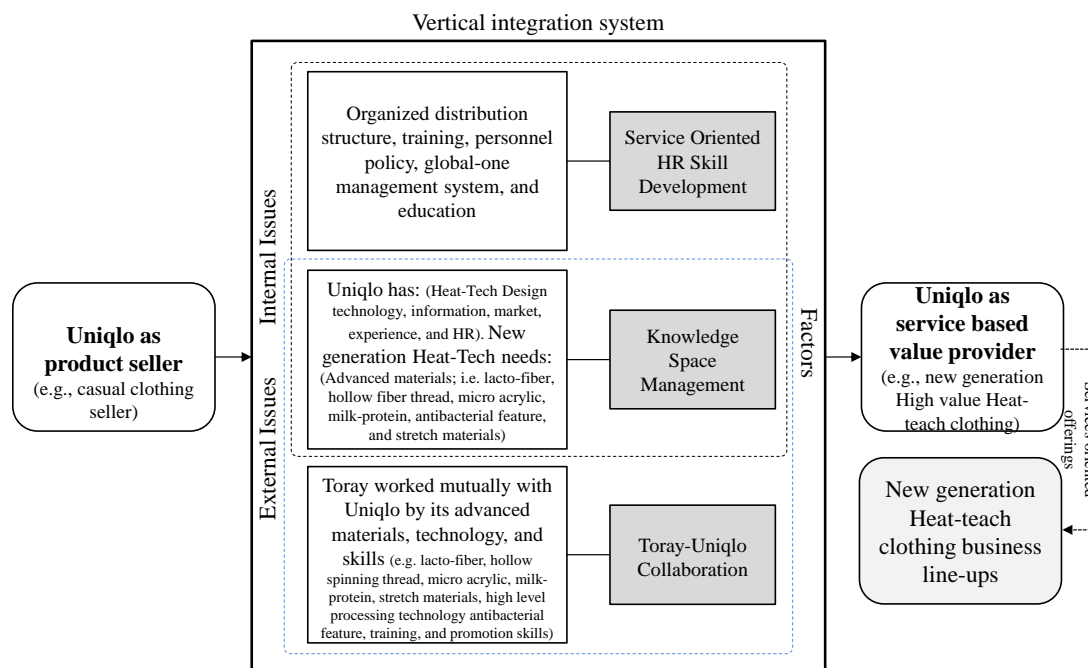 Vertical integration system
Uniqlo as
product seller
(e.g., casual clothing
seller)
Internal Issues
External Issues
Organized distribution
structure, training, personnel
policy, global-one
management system, and
education
Service Oriented
HR Skill
Development
Uniqlo has: (Heat-Tech Design
technology, information, market,
experience, and HR). New
generation Heat-Tech needs:
(Advanced materials; i.e. lacto-fiber,
hollow fiber thread, micro acrylic,
milk-protein, antibacterial feature,
and stretch materials)
Knowledge
Space
Management
Toray worked mutually with
Uniqlo by its advanced
materials, technology, and
skills (e.g. lacto-fiber, hollow
spinning thread, micro acrylic, milk-
protein, stretch materials, high level
processing technology antibacterial
feature, training, and promotion skills)
Toray-Uniqlo
Collaboration
Factors
Uniqlo as
service based
value provider
(e.g., new generation
High value Heat-
teach clothing)
offerings
New generation
Heat-teach
clothing business
line-ups